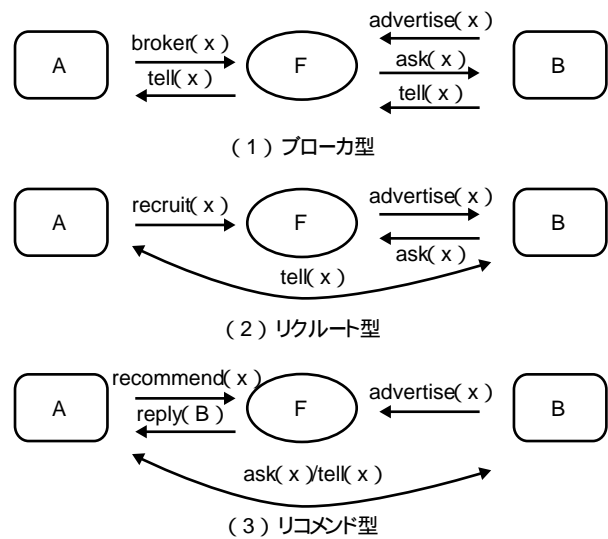 advertise( x )
broker( x )
A F B
ask( x )
tell( x )
tell( x )
( 1 ) ブローカ型
recruit( x )
advertise( x )
A F B
ask( x )
tell( x )
( 2 ) リクルート型
recommend( x )
advertise( x )
A F B
reply( B )
ask( x )/tell( x )
( 3 ) リコメンド型